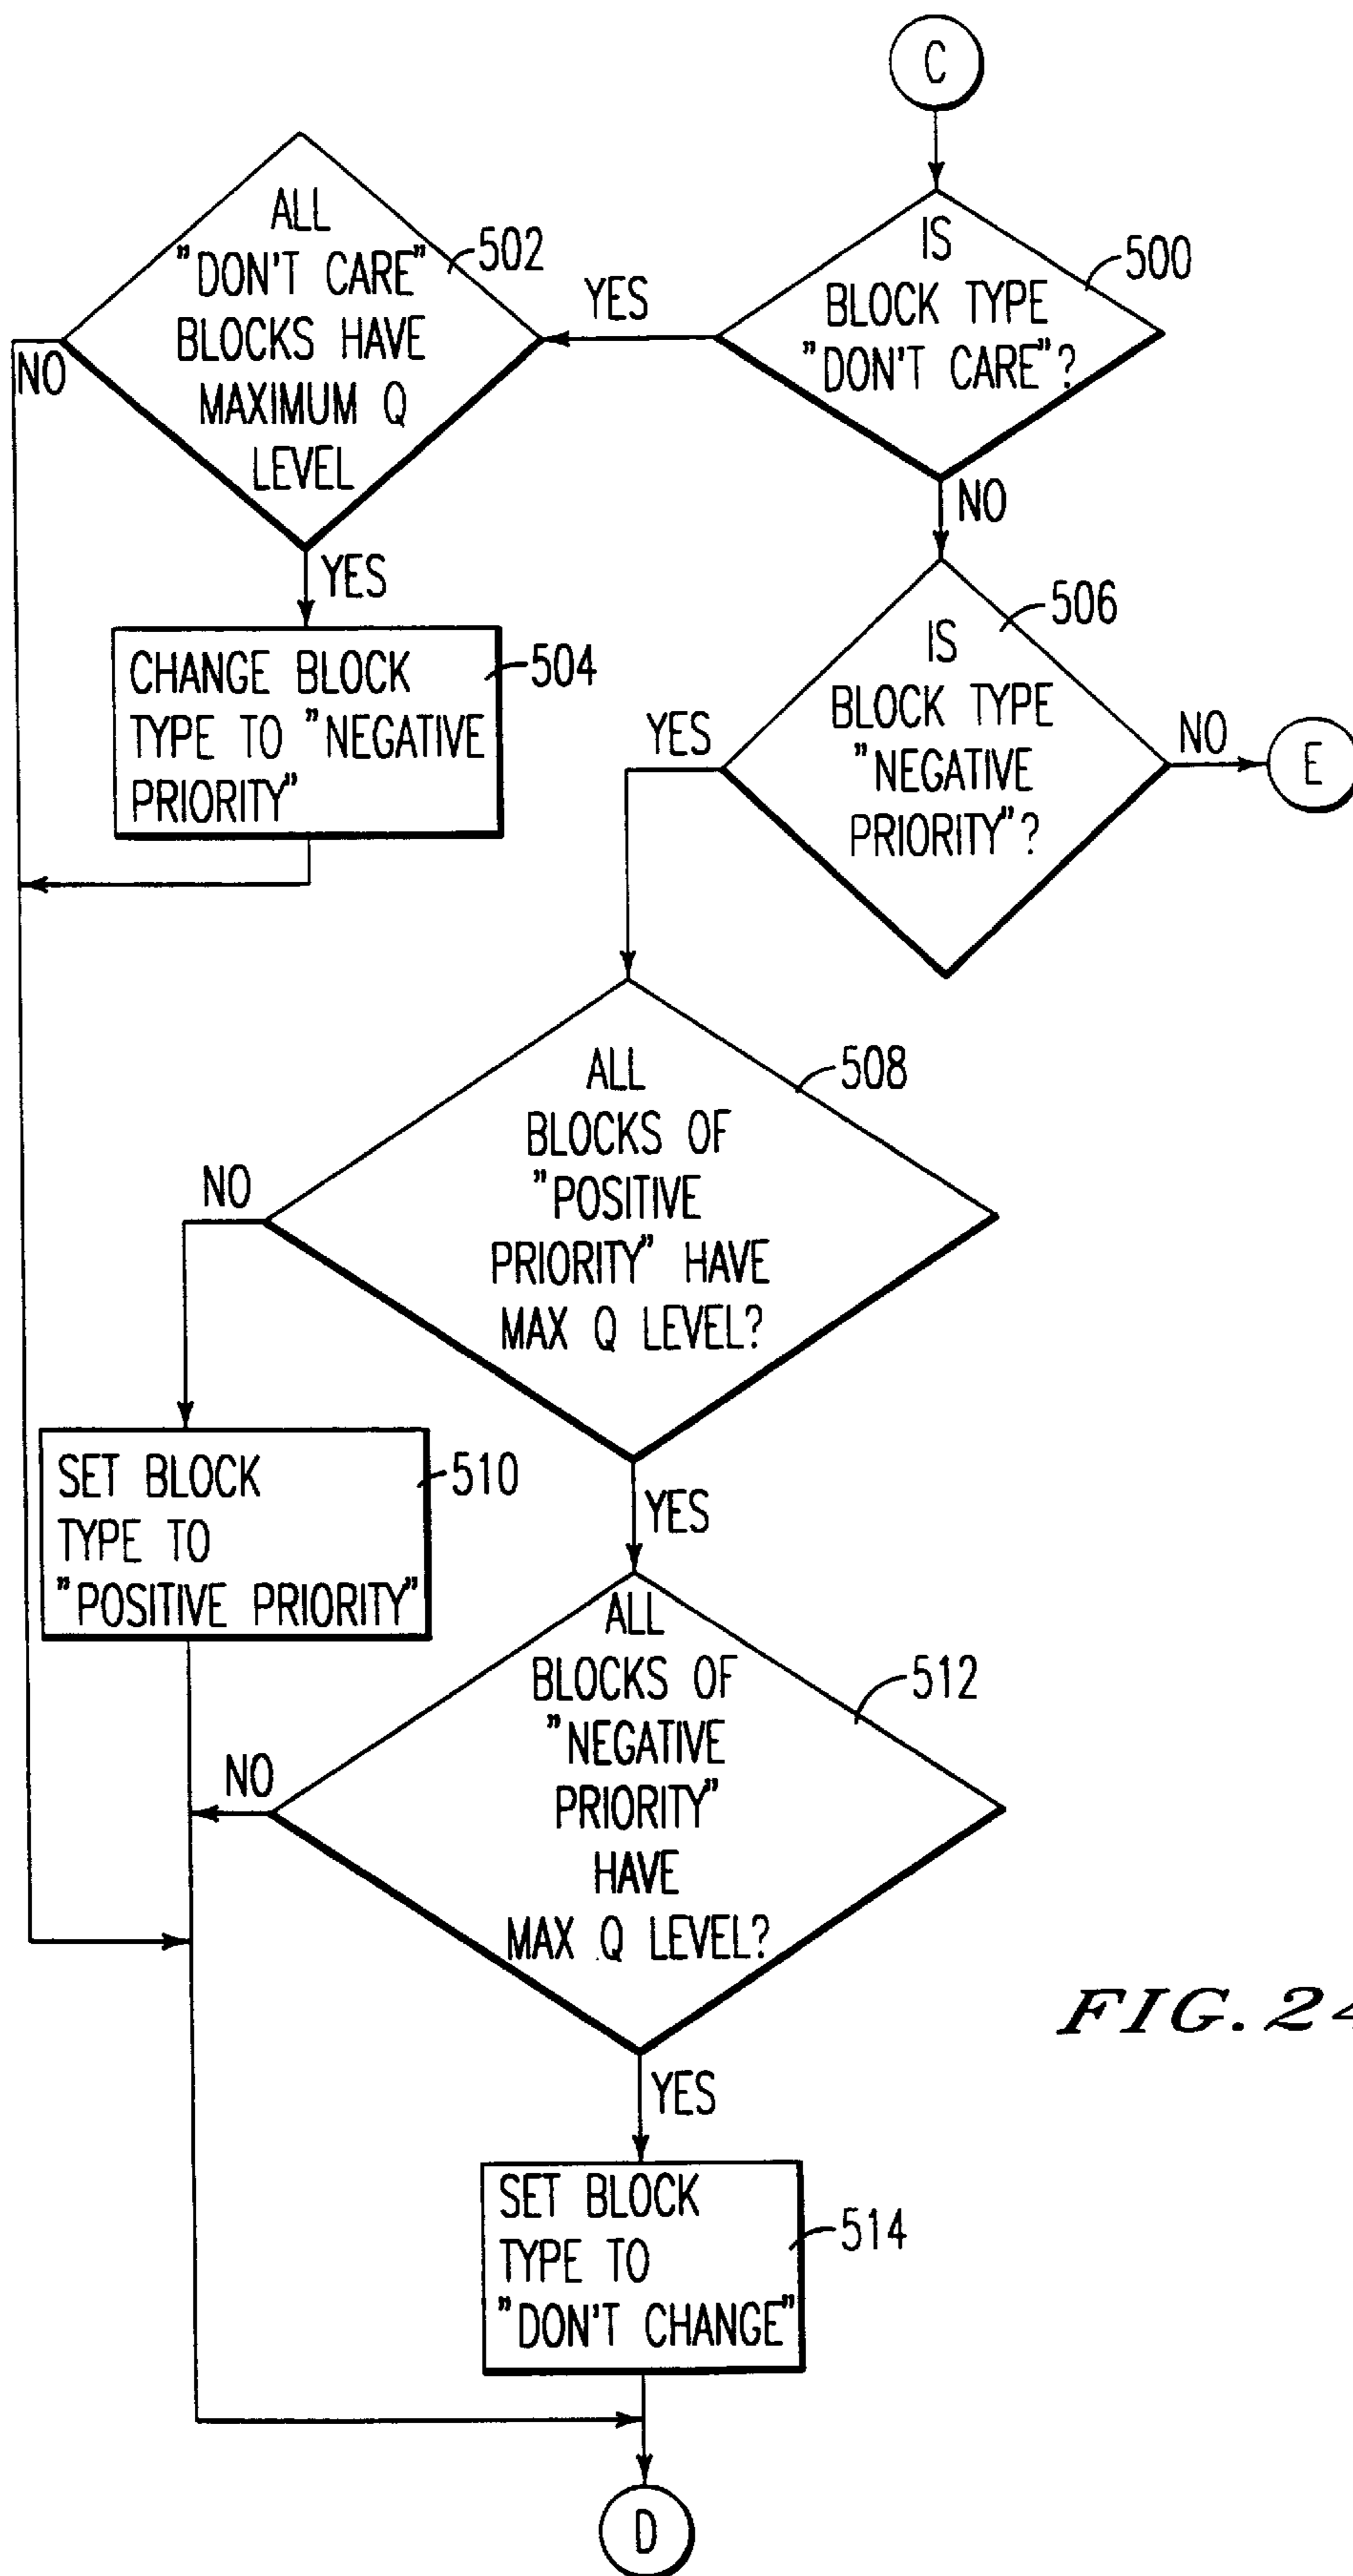 C
IS
BLOCK TYPE
"DON'T CARE"?
500
YES
NO
ALL
"DON'T CARE"
BLOCKS HAVE
MAXIMUM Q
LEVEL
502
NO
YES
CHANGE BLOCK
TYPE TO "NEGATIVE
PRIORITY"
504
IS
BLOCK TYPE
"NEGATIVE
PRIORITY"?
506
YES
NO
E
ALL
BLOCKS OF
"POSITIVE
PRIORITY" HAVE
MAX Q LEVEL?
508
NO
YES
SET BLOCK
TYPE TO
"POSITIVE PRIORITY"
510
ALL
BLOCKS OF
"NEGATIVE
PRIORITY"
HAVE
MAX Q LEVEL?
512
NO
YES
SET BLOCK
TYPE TO
"DON'T CHANGE"
514
D
FIG. 24